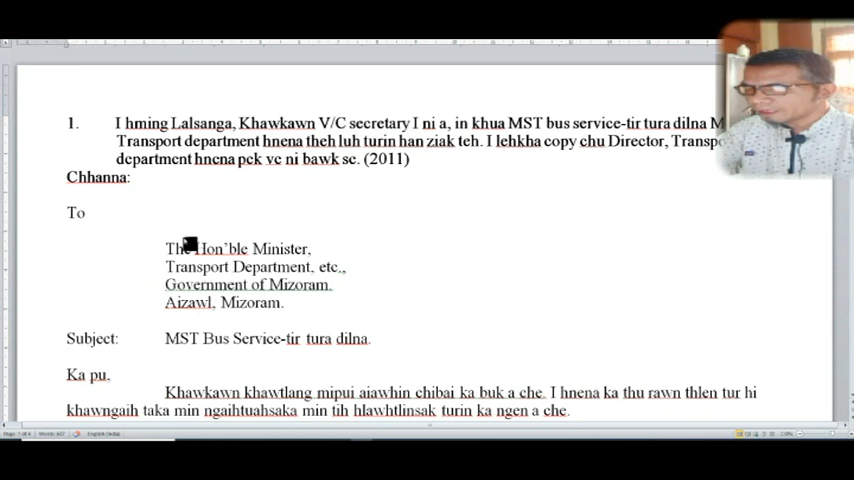 1. I hming Lalsanga, Khawkawn V/C secretary I ni a, in khua MST bus service-tir tura dilna
Transport department hnena theh luh turin han ziak teh. I lehkha copy chu Director,
department hnena pek ve ni bawk se. (2011)
Chhanna:
To
The Hon'ble Minister,
Transport Department, etc.,
Government of Mizoram.
Aizawl, Mizoram.
Subject: MST Bus Service-tir tura dilna.
Ka pu,
Khawkawn khawtlang mipui aiawhin chibai ka buk a che. I hnena ka thu rawn thlen tur hi
khawngaih taka min ngaihtuahsaka min tih hlawhtlinsak turin ka ngen a che.